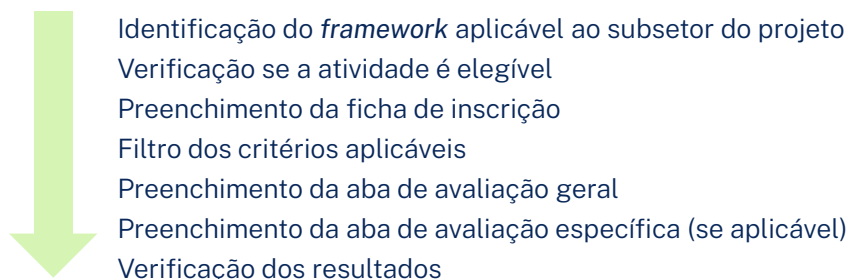 Identificação do framework aplicável ao subsetor do projeto
Verificação se a atividade é elegível
Preenchimento da ficha de inscrição
Filtro dos critérios aplicáveis
Preenchimento da aba de avaliação geral
Preenchimento da aba de avaliação específica (se aplicável)
Verificação dos resultados